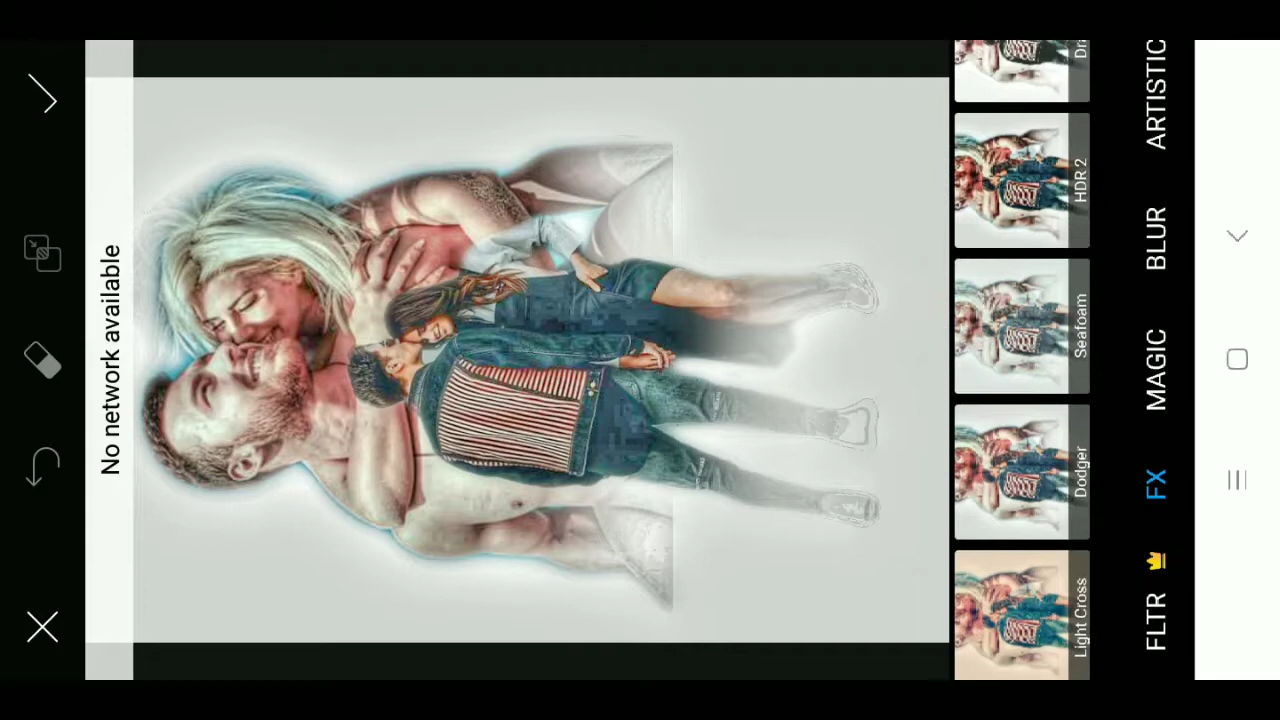 No network available
Light Cross
Dodger
Seafoam
HDR 2
FLTR
FX
MAGIC
BLUR
ARTISTIC